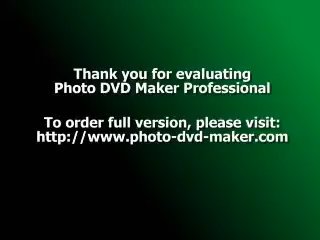 Thank you for evaluating
Photo DVD Maker Professional
To order full version, please visit:
http://www.photo-dvd-maker.com